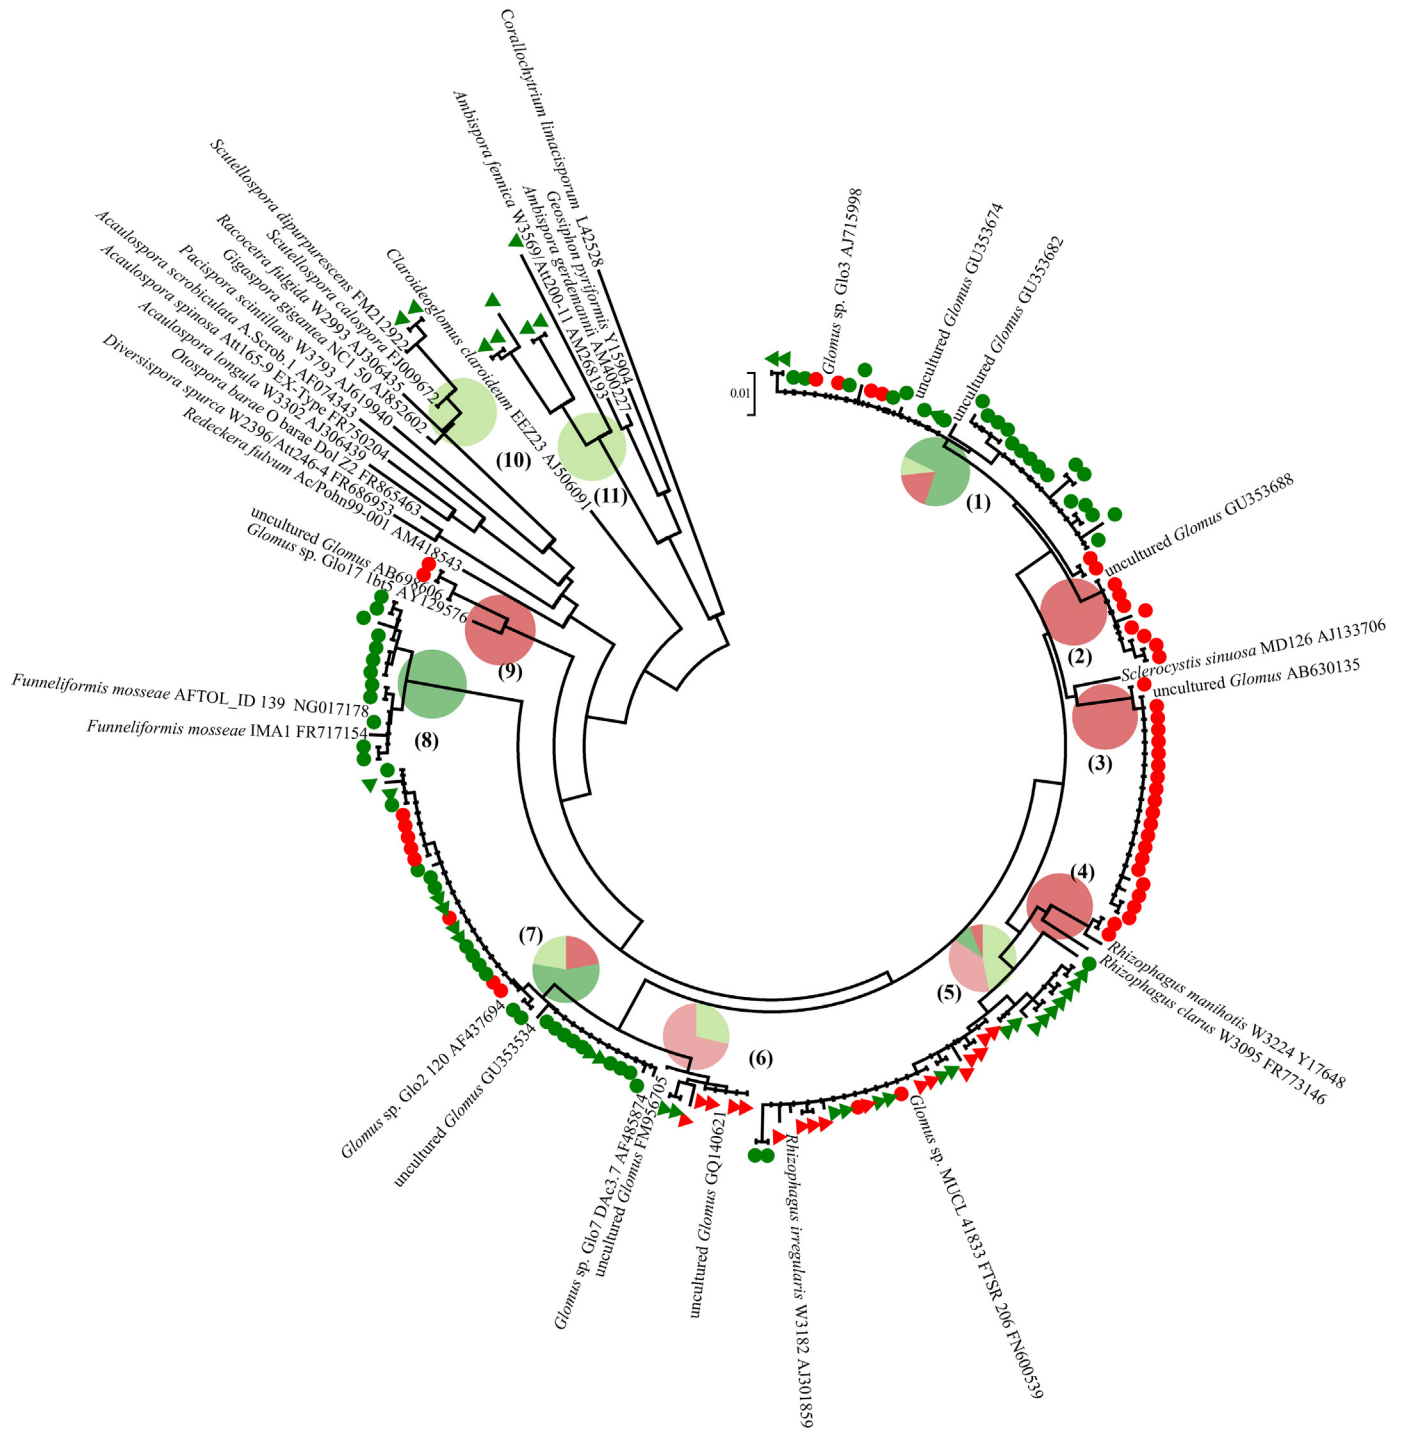 Corallochytrium limacisporum L42528
Geosiphon pyriformis Y15904
Ambispora gerdemannii AM400227
Ambispora fennica W3569/Att200-11 AM268193
Claroideoglomus claroideum EEZ23 AJ506091
Scutellospora dipurpurescens FM212922
Scutellospora calospora FJ009672
Racocetra fulgida W2993 AJ306435
Gigaspora gigantea NC1 50 AJ852602
Pacispora scintillans W3793 AJ619940
Acaulospora scrobiculata A.Scrob.1 AF074343
Acaulospora spinosa Att165-9 EX-Type FR750204
Acaulospora longula W3302 AJ306439
Otospora barae O barae Dol Z2 FR865463
Diversispora spurca W2396/Att246-4 FR686953
Redeckera fulvum Ac/Pohn99-001 AM418543
uncultured Glomus AB698606
Glomus sp. Glo17 1bt5 AY129576
Funneliformis mosseae AFTOL_ID 139 NG017178
Funneliformis mosseae IMA1 FR717154
Glomus sp. Glo2 120 AF437694
uncultured Glomus GU353534
Glomus sp. Glo7 DAc3.7 AF485874
uncultured Glomus FM956705
uncultured Glomus GQ140621
Rhizophagus irregularis W3182 AJ301859
Glomus sp. MUCL 41833 FTSR 206 FN600539
Rhizophagus clarus W3095 FR773146
Rhizophagus manihotis W3224 Y17648
uncultured Glomus AB630135
Sclerocystis sinuosa MD126 AJ133706
uncultured Glomus GU353688
uncultured Glomus GU353682
uncultured Glomus GU353674
Glomus sp. Glo3 AJ715998
0.01
(1)
(2)
(3)
(4)
(5)
(6)
(7)
(8)
(9)
(10)
(11)